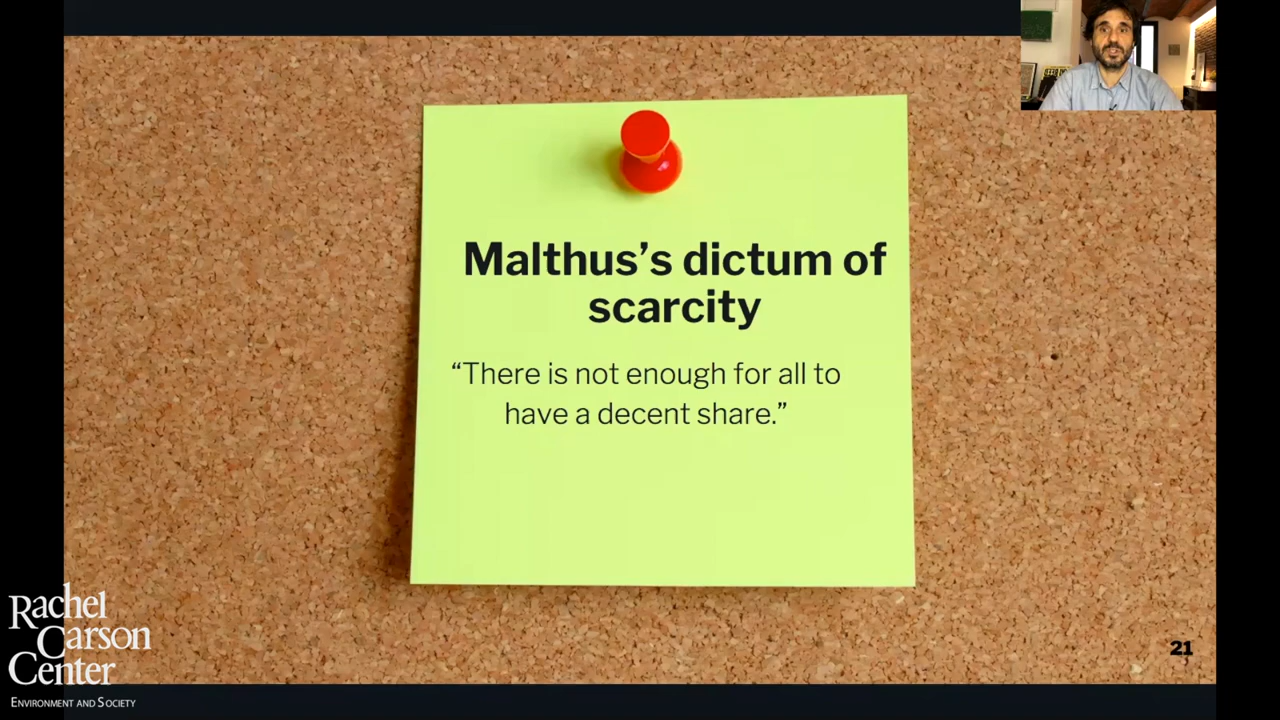 Malthus’s dictum of
scarcity
“There is not enough for all to
have a decent share.”
21
Rachel
Carson
Center
ENVIRONMENT AND SOCIETY